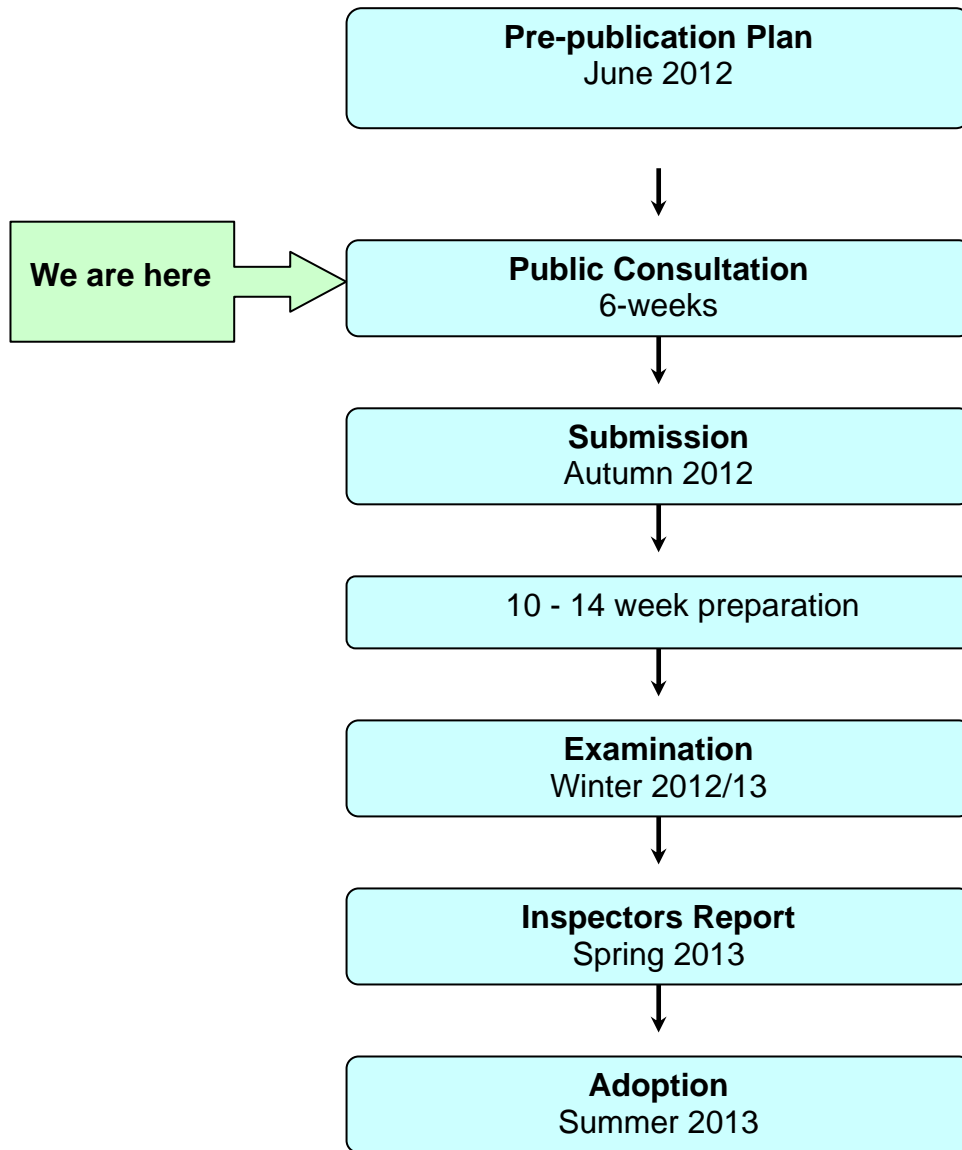 Pre-publication Plan
June 2012
We are here
Public Consultation
6-weeks
Submission
Autumn 2012
10 - 14 week preparation
Examination
Winter 2012/13
Inspectors Report
Spring 2013
Adoption
Summer 2013